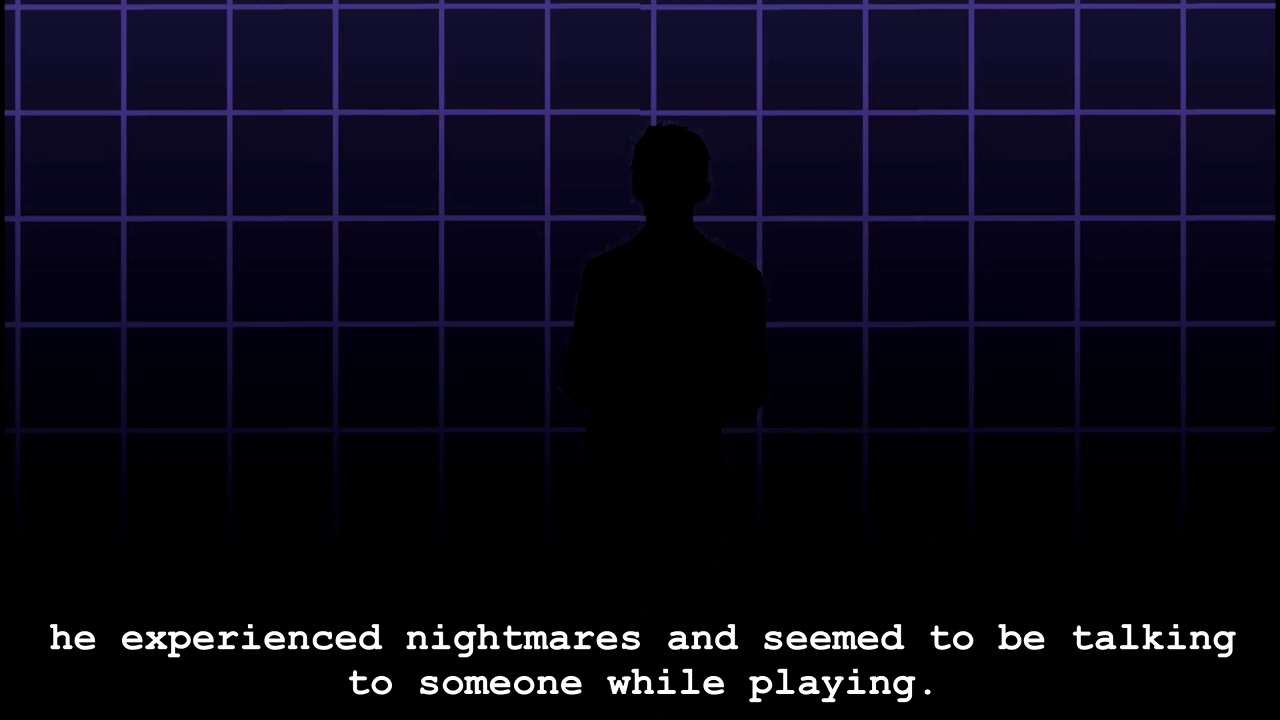 he experienced nightmares and seemed to be talking
to someone while playing.